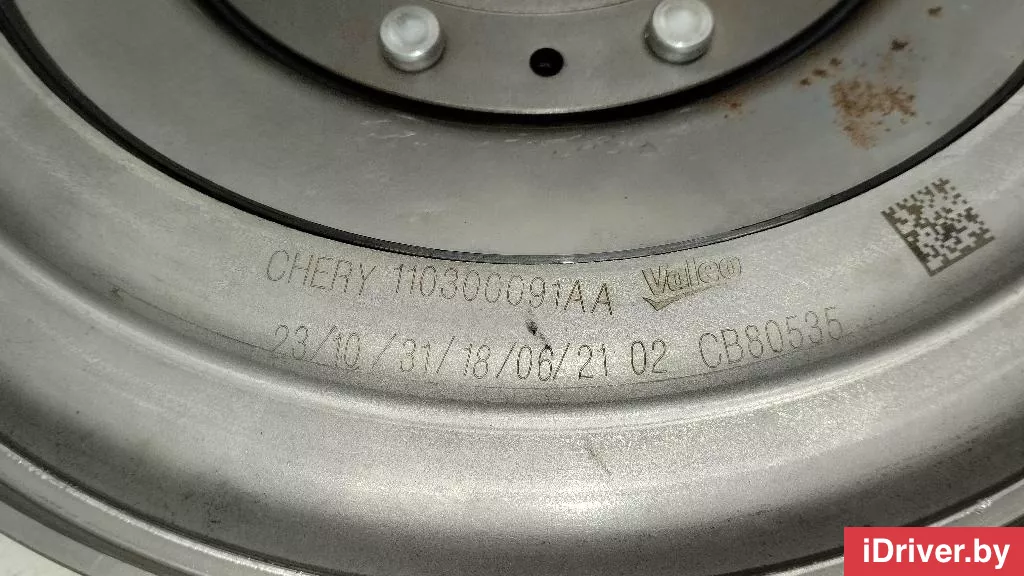 CHERY 110300091AA Valeo
23/10/31/18/06/21 02 CB80535
iDriver.by